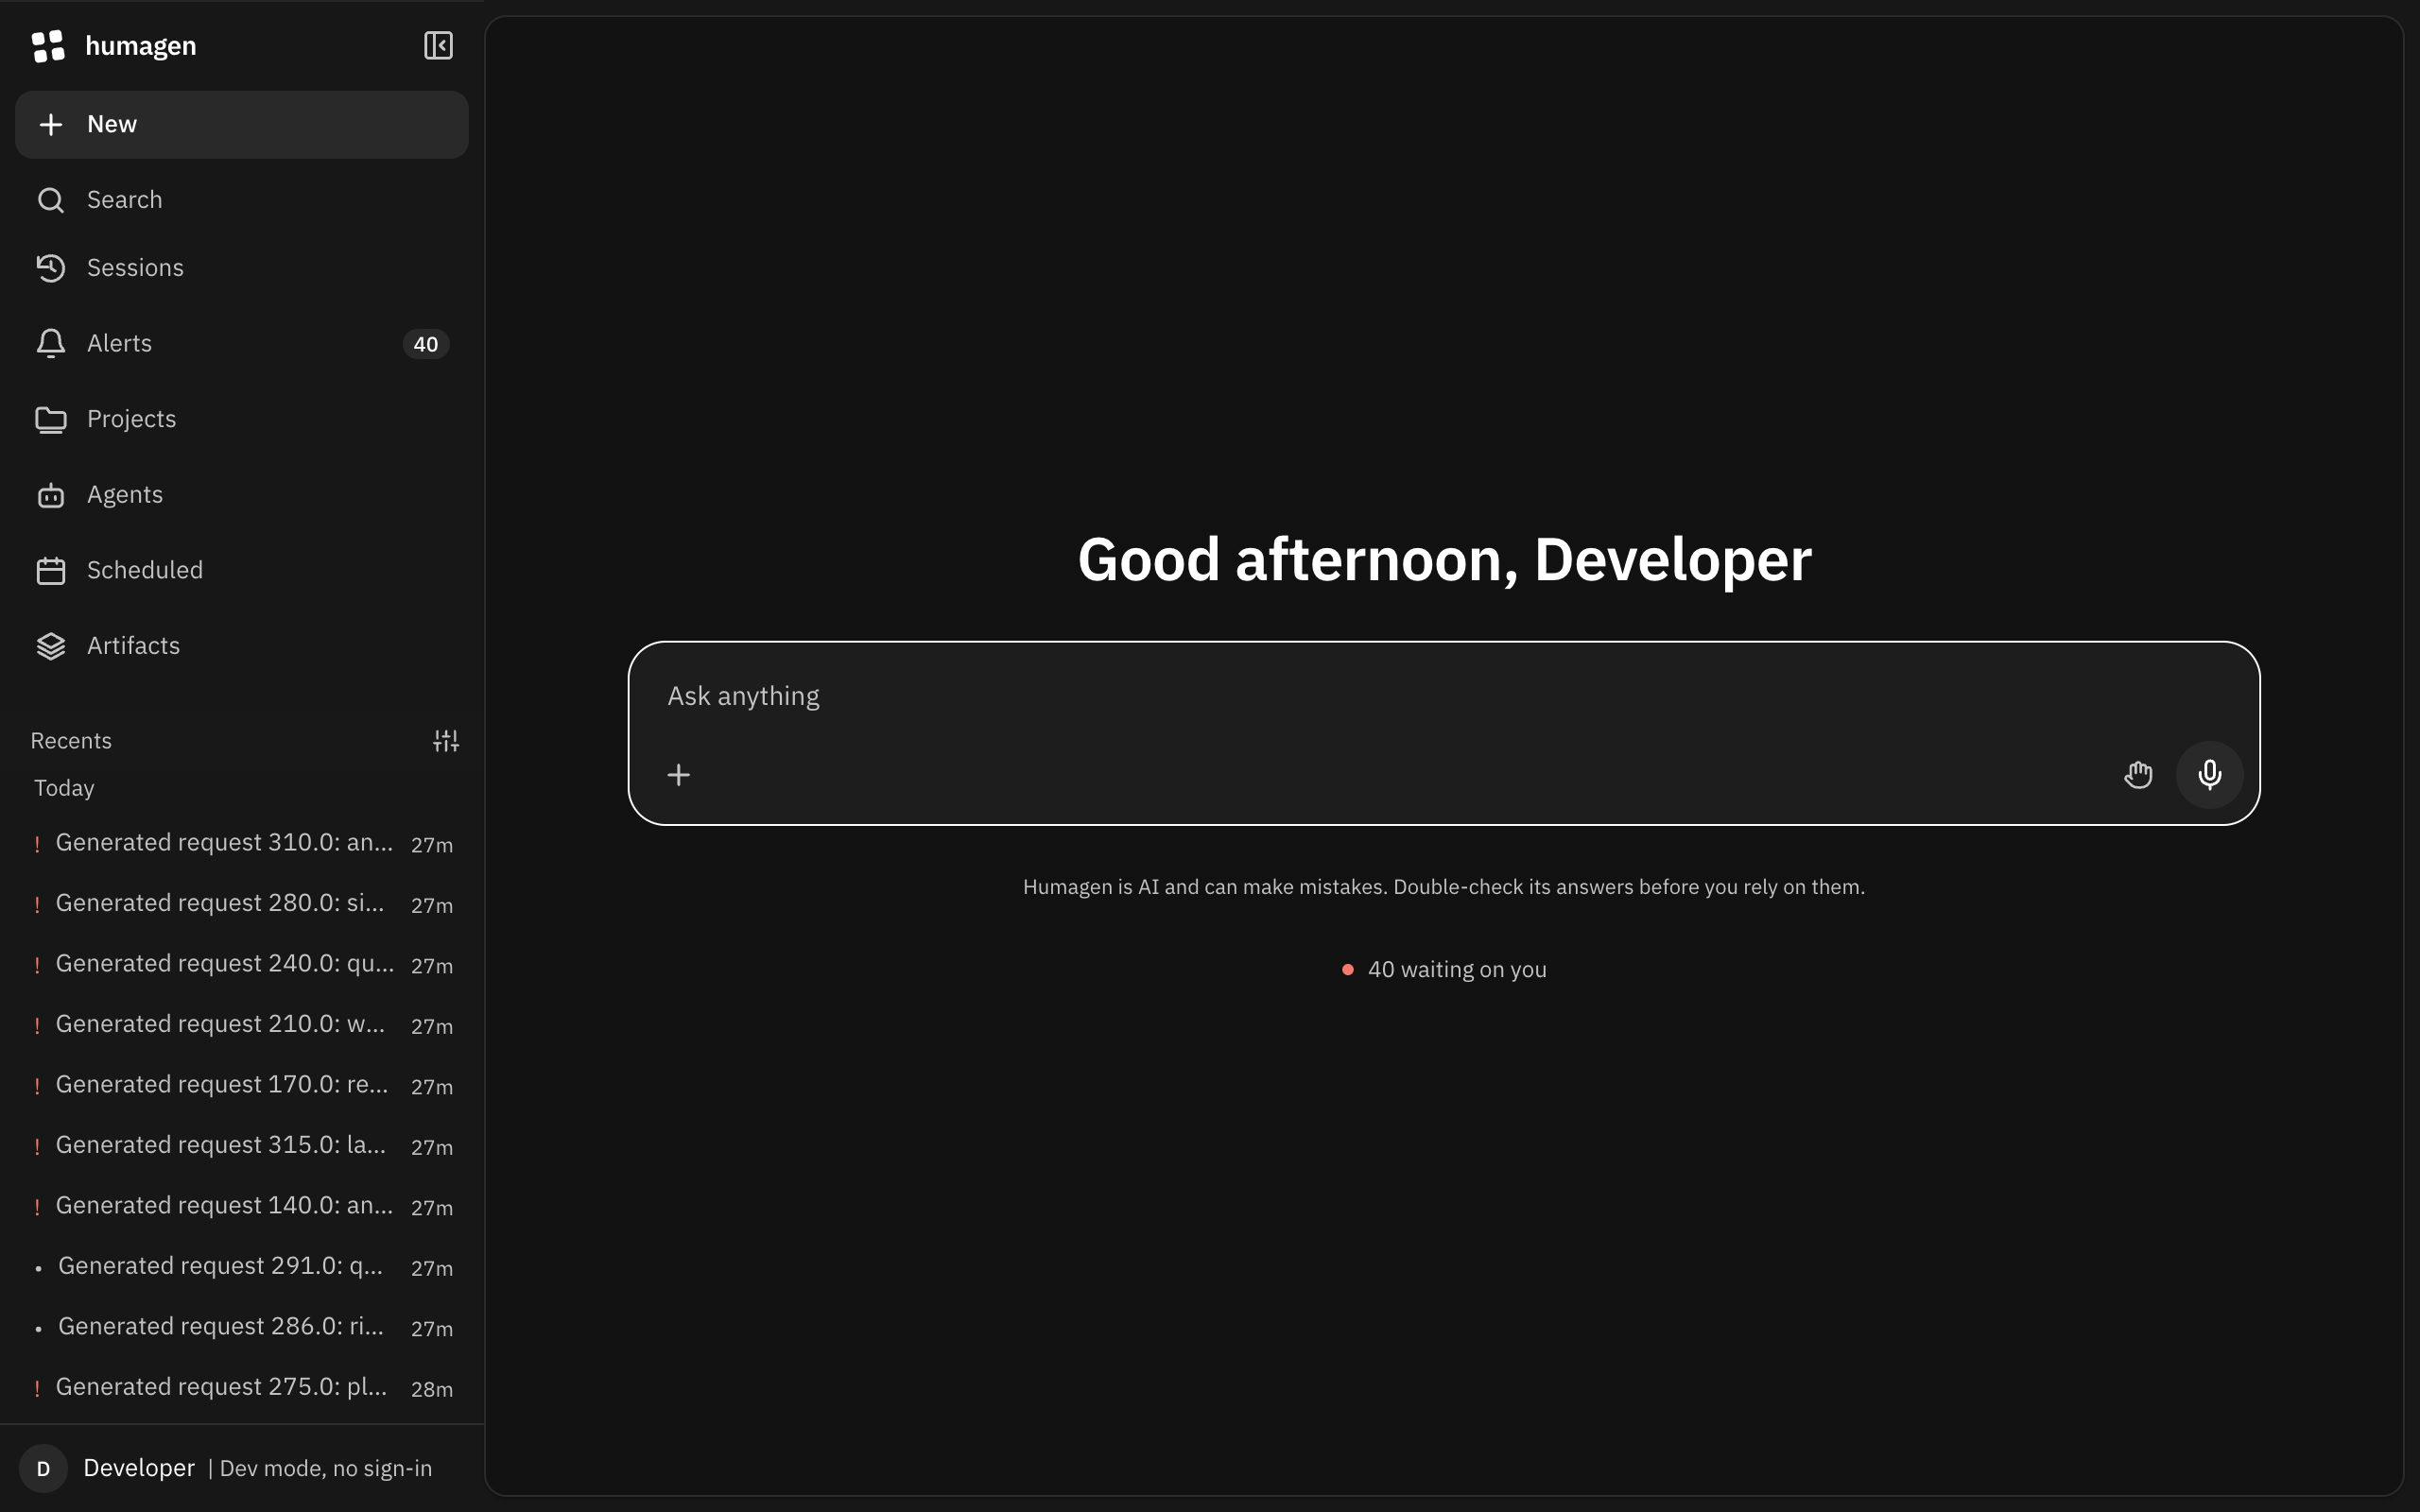 humagen
New
Search
Sessions
Alerts 40
Projects
Agents
Scheduled
Artifacts
Recents
Today
! Generated request 310.0: an... 27m
! Generated request 280.0: si... 27m
! Generated request 240.0: qu... 27m
! Generated request 210.0: w... 27m
! Generated request 170.0: re... 27m
! Generated request 315.0: la... 27m
! Generated request 140.0: an... 27m
• Generated request 291.0: q... 27m
• Generated request 286.0: ri... 27m
! Generated request 275.0: pl... 28m
D Developer | Dev mode, no sign-in
Good afternoon, Developer
Ask anything
Humagen is AI and can make mistakes. Double-check its answers before you rely on them.
40 waiting on you